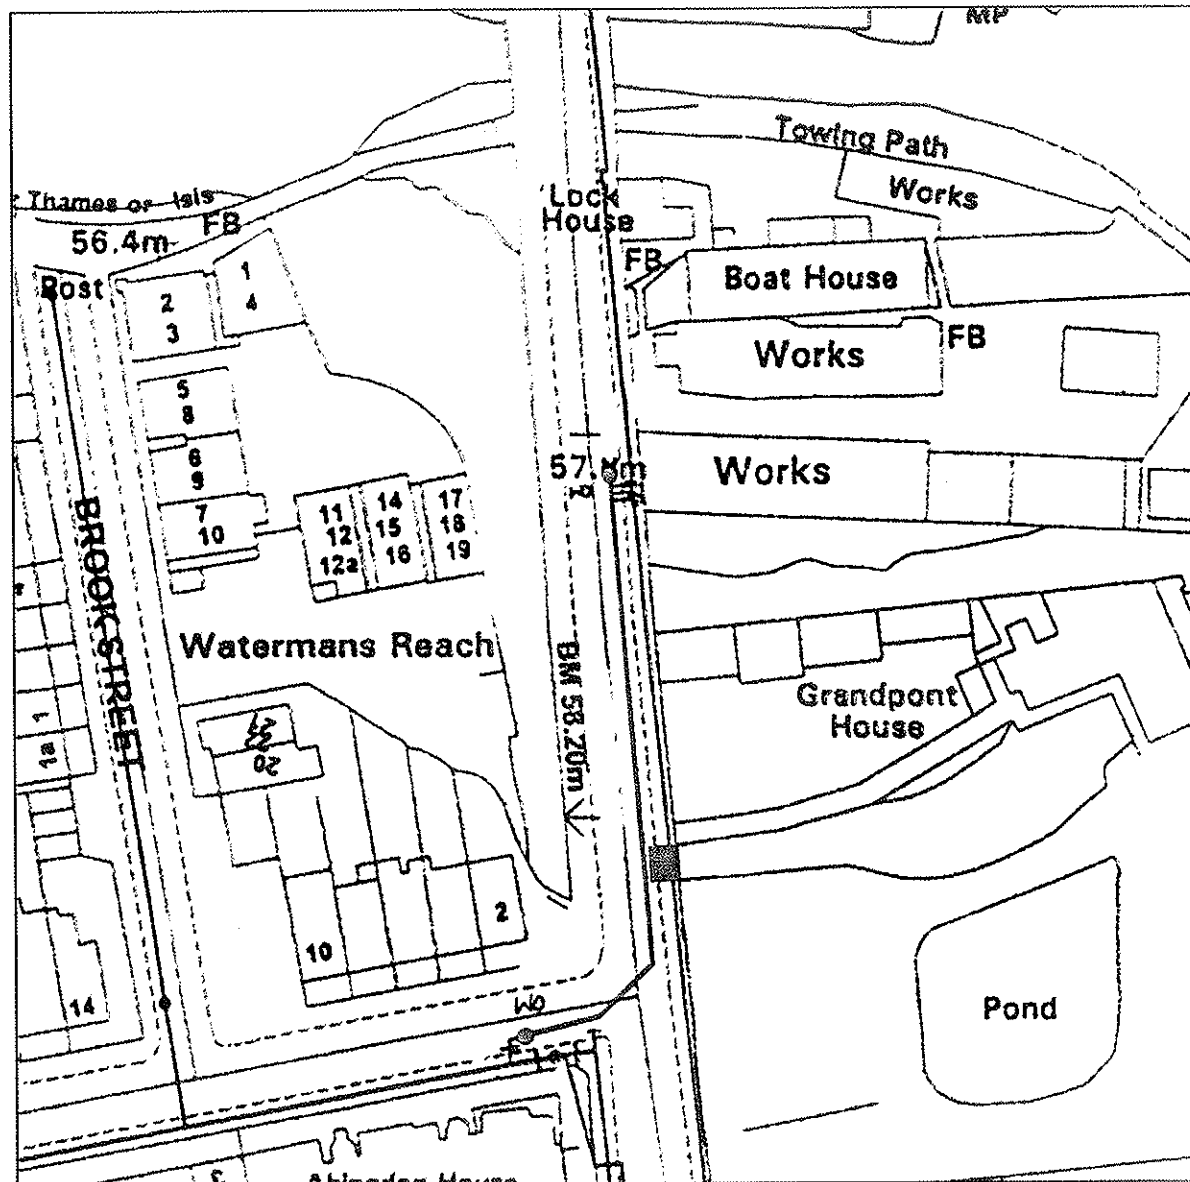 MP
Towing Path
Works
Thames or Isis
FB
56.4m
Lock
House
FB
Boat House
Post
1
4
2
3
Works
FB
5
8
6
9
7
10
Works
11
12
12a
14
15
16
17
18
19
BROOK STREET
Watermans Reach
BM 58.20m
Grandpont
House
1
1a
20
2
10
14
Pond
Abingdon House